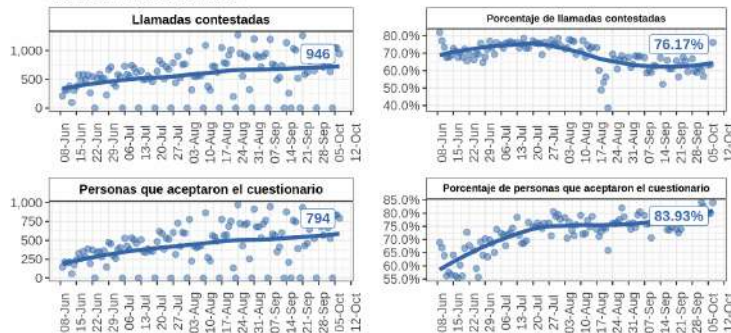 Llamadas contestadas
1,000
500
0
946
08-Jun
15-Jun
22-Jun
29-Jun
06-Jul
13-Jul
20-Jul
27-Jul
03-Aug
10-Aug
17-Aug
24-Aug
31-Aug
07-Sep
14-Sep
21-Sep
28-Sep
05-Oct
12-Oct
Porcentaje de llamadas contestadas
80.0%
70.0%
60.0%
50.0%
40.0%
76.17%
08-Jun
15-Jun
22-Jun
29-Jun
06-Jul
13-Jul
20-Jul
27-Jul
03-Aug
10-Aug
17-Aug
24-Aug
31-Aug
07-Sep
14-Sep
21-Sep
28-Sep
05-Oct
12-Oct
Personas que aceptaron el cuestionario
1,000
750
500
250
0
794
08-Jun
15-Jun
22-Jun
29-Jun
06-Jul
13-Jul
20-Jul
27-Jul
03-Aug
10-Aug
17-Aug
24-Aug
31-Aug
07-Sep
14-Sep
21-Sep
28-Sep
05-Oct
12-Oct
Porcentaje de personas que aceptaron el cuestionario
85.0%
80.0%
75.0%
70.0%
65.0%
60.0%
55.0%
83.93%
08-Jun
15-Jun
22-Jun
29-Jun
06-Jul
13-Jul
20-Jul
27-Jul
03-Aug
10-Aug
17-Aug
24-Aug
31-Aug
07-Sep
14-Sep
21-Sep
28-Sep
05-Oct
12-Oct